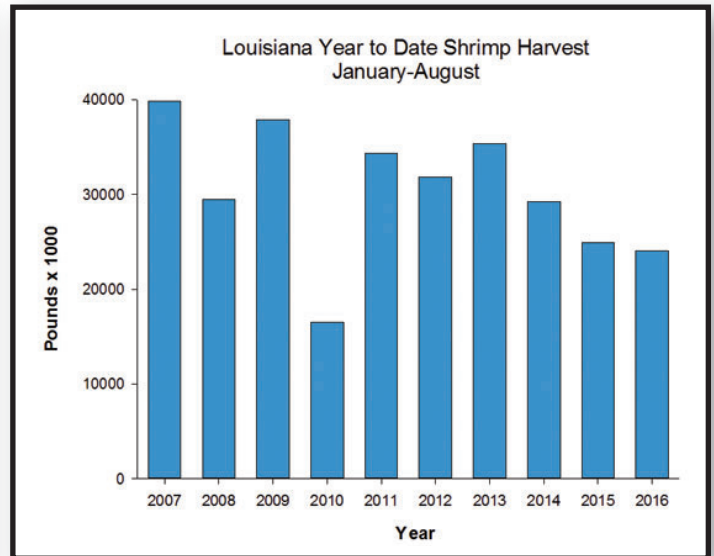 Louisiana Year to Date Shrimp Harvest
January-August
Pounds x 1000
40000
30000
20000
10000
0
2007 2008 2009 2010 2011 2012 2013 2014 2015 2016
Year